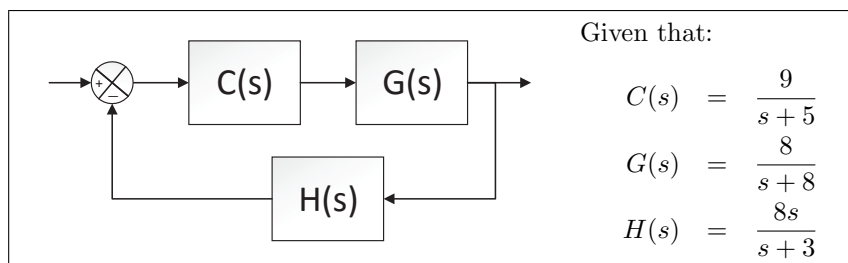 Given that:
+
−
C(s)
G(s)
H(s)
C(s) = 9/(s + 5)
G(s) = 8/(s + 8)
H(s) = 8s/(s + 3)